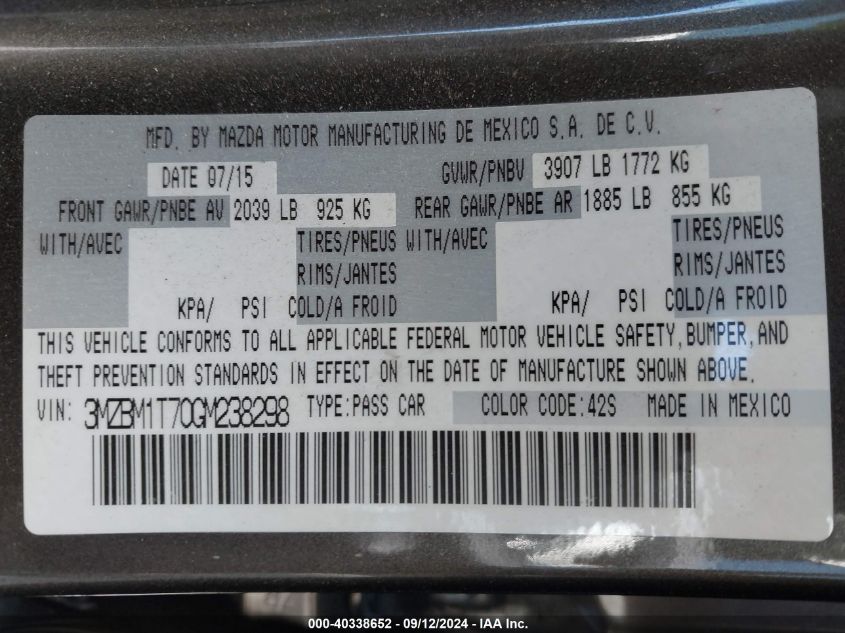 MFD. BY MAZDA MOTOR MANUFACTURING DE MEXICO S.A. DE C.V.
DATE 07/15 GVWR/PNBV 3907 LB 1772 KG
FRONT GAWR/PNBE AV 2039 LB 925 KG REAR GAWR/PNBE AR 1885 LB 855 KG
WITH/AVEC TIRES/PNEUS WITH/AVEC TIRES/PNEUS
RIMS/JANTES RIMS/JANTES
KPA/ PSI COLD/A FROID KPA/ PSI COLD/A FROID
THIS VEHICLE CONFORMS TO ALL APPLICABLE FEDERAL MOTOR VEHICLE SAFETY, BUMPER, AND
THEFT PREVENTION STANDARDS IN EFFECT ON THE DATE OF MANUFACTURE SHOWN ABOVE.
VIN: 3MZBM1T70GM238298 TYPE:PASS CAR COLOR CODE:42S MADE IN MEXICO
000-40338652 - 09/12/2024 - IAA Inc.